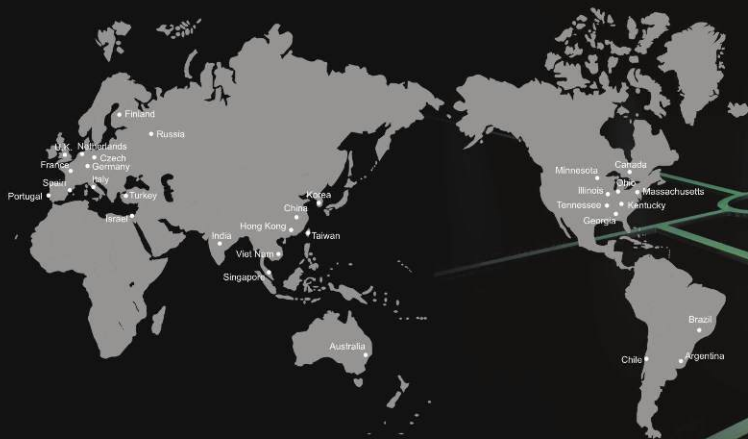 Finland
Russia
U.K.
Netherlands
Czech
France
Germany
Spain
Italy
Portugal
Turkey
Israel
Korea
China
Hong Kong
India
Taiwan
Viet Nam
Singapore
Australia
Canada
Minnesota
Ohio
Illinois
Massachusetts
Tennessee
Kentucky
Georgia
Brazil
Chile
Argentina